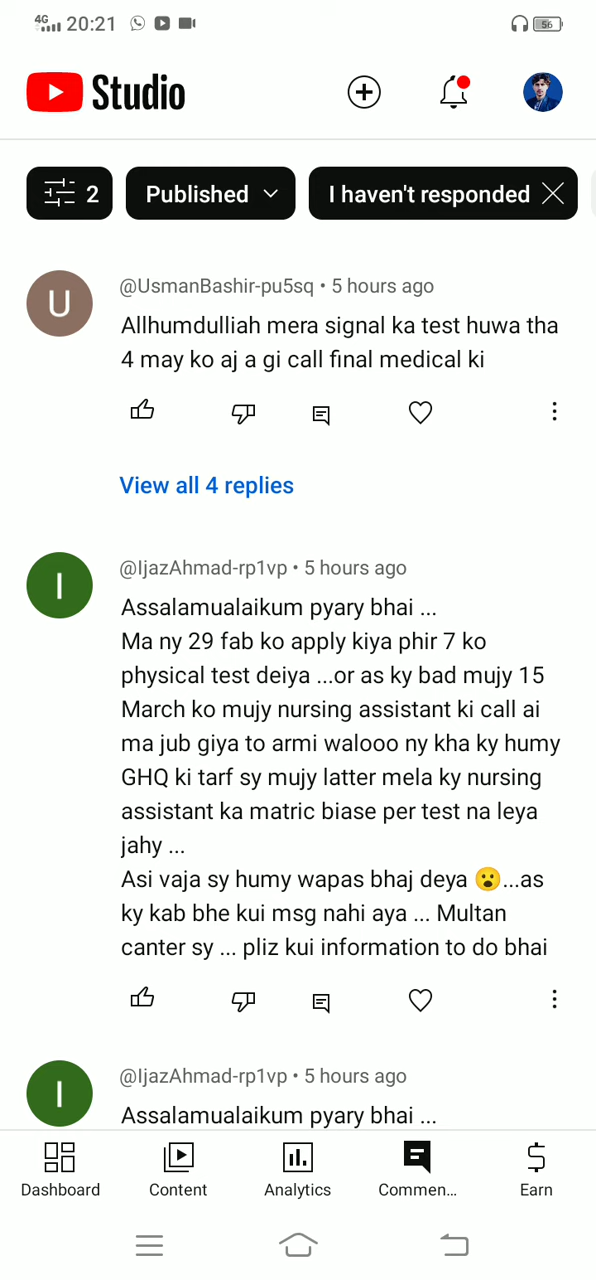 4G 20:21 56
Studio
2 Published I haven't responded
U @UsmanBashir-pu5sq • 5 hours ago
Allhumdulliah mera signal ka test huwa tha
4 may ko aj a gi call final medical ki
View all 4 replies
I @IjazAhmad-rp1vp • 5 hours ago
Assalamualaikum pyary bhai ...
Ma ny 29 fab ko apply kiya phir 7 ko
physical test deiya ...or as ky bad mujy 15
March ko mujy nursing assistant ki call ai
ma jub giya to armi walooo ny kha ky humy
GHQ ki tarf sy mujy latter mela ky nursing
assistant ka matric biase per test na leya
jahy ...
Asi vaja sy humy wapas bhaj deya 😮...as
ky kab bhe kui msg nahi aya ... Multan
canter sy ... pliz kui information to do bhai
I @IjazAhmad-rp1vp • 5 hours ago
Assalamualaikum pyary bhai ...
Dashboard Content Analytics Commen... Earn